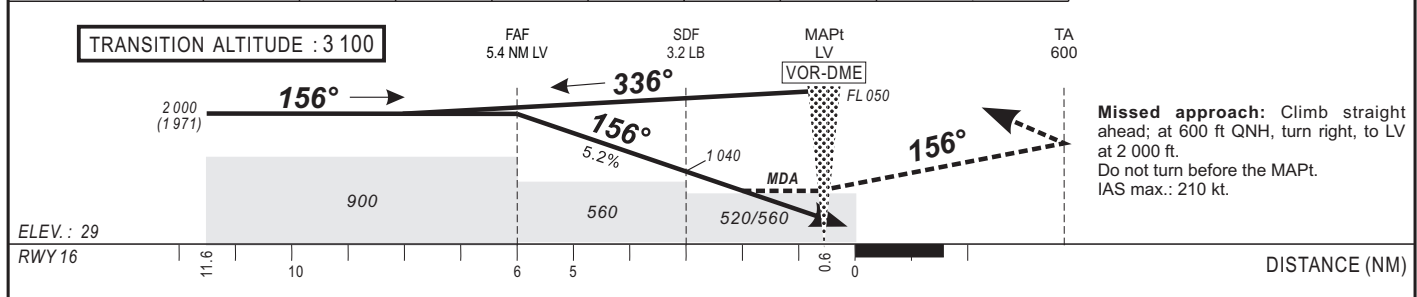 TRANSITION ALTITUDE : 3 100
FAF
5.4 NM LV
SDF
3.2 LB
MAPt
LV
VOR-DME
TA
600
2 000
(1 971)
156°
336°
FL 050
156°
5.2%
1 040
MDA
156°
Missed approach: Climb straight
ahead; at 600 ft QNH, turn right, to LV
at 2 000 ft.
Do not turn before the MAPt.
IAS max.: 210 kt.
900
560
520/560
ELEV. : 29
RWY 16
11.6
10
6
5
0.6
0
DISTANCE (NM)